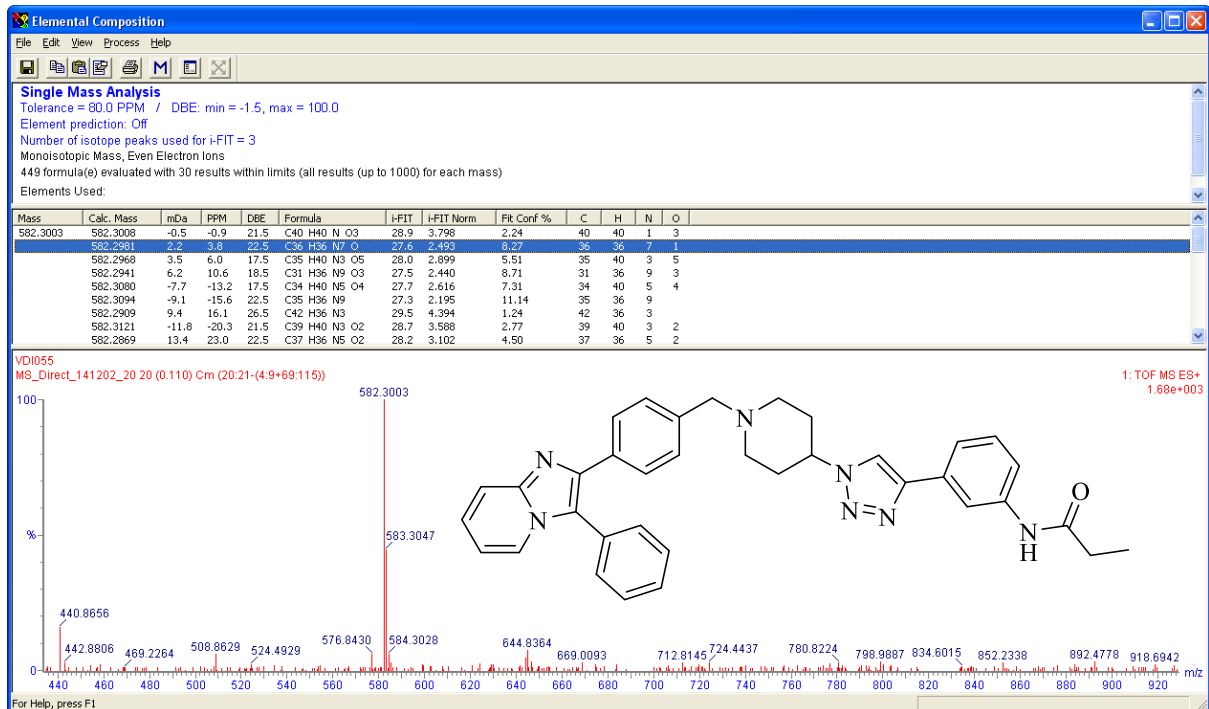 Elemental Composition
File Edit View Process Help
M
Single Mass Analysis
Tolerance = 80.0 PPM / DBE: min = -1.5, max = 100.0
Element prediction: Off
Number of isotope peaks used for i-FIT = 3
Monoisotopic Mass, Even Electron Ions
449 formula(e) evaluated with 30 results within limits (all results (up to 1000) for each mass)
Elements Used:
Mass Calc. Mass mDa PPM DBE Formula i-FIT i-FIT Norm Fit Conf % C H N O
582.3003 582.3008 -0.5 -0.9 21.5 C40 H40 N O3 28.9 3.798 2.24 40 40 1 3
582.2981 2.2 3.8 22.5 C36 H36 N7 O 27.6 2.493 8.27 36 36 7 1
582.2968 3.5 6.0 17.5 C35 H40 N3 O5 28.0 2.899 5.51 35 40 3 5
582.2941 6.2 10.6 18.5 C31 H36 N9 O3 27.5 2.440 8.71 31 36 9 3
582.3080 -7.7 -13.2 17.5 C34 H40 N5 O4 27.7 2.616 7.31 34 40 5 4
582.3094 -9.1 -15.6 22.5 C35 H36 N9 27.3 2.195 11.14 35 36 9
582.2909 9.4 16.1 26.5 C42 H36 N3 29.5 4.394 1.24 42 36 3
582.3121 -11.8 -20.3 21.5 C39 H40 N3 O2 28.7 3.588 2.77 39 40 3 2
582.2869 13.4 23.0 22.5 C37 H36 N5 O2 28.2 3.102 4.50 37 36 5 2
VDI055
MS_Direct_141202_20 20 (0.110) Cm (20:21-(4:9+69:115))
1: TOF MS ES+
1.68e+003
100
582.3003
N
N
N
N
N=N
O
N
H
%
583.3047
440.8656
442.8806
469.2264
508.8629
524.4929
576.8430
584.3028
644.8364
669.0093
712.8145
724.4437
780.8224
798.9887
834.6015
852.2338
892.4778
918.6942
0
m/z
440 460 480 500 520 540 560 580 600 620 640 660 680 700 720 740 760 780 800 820 840 860 880 900 920
For Help, press F1